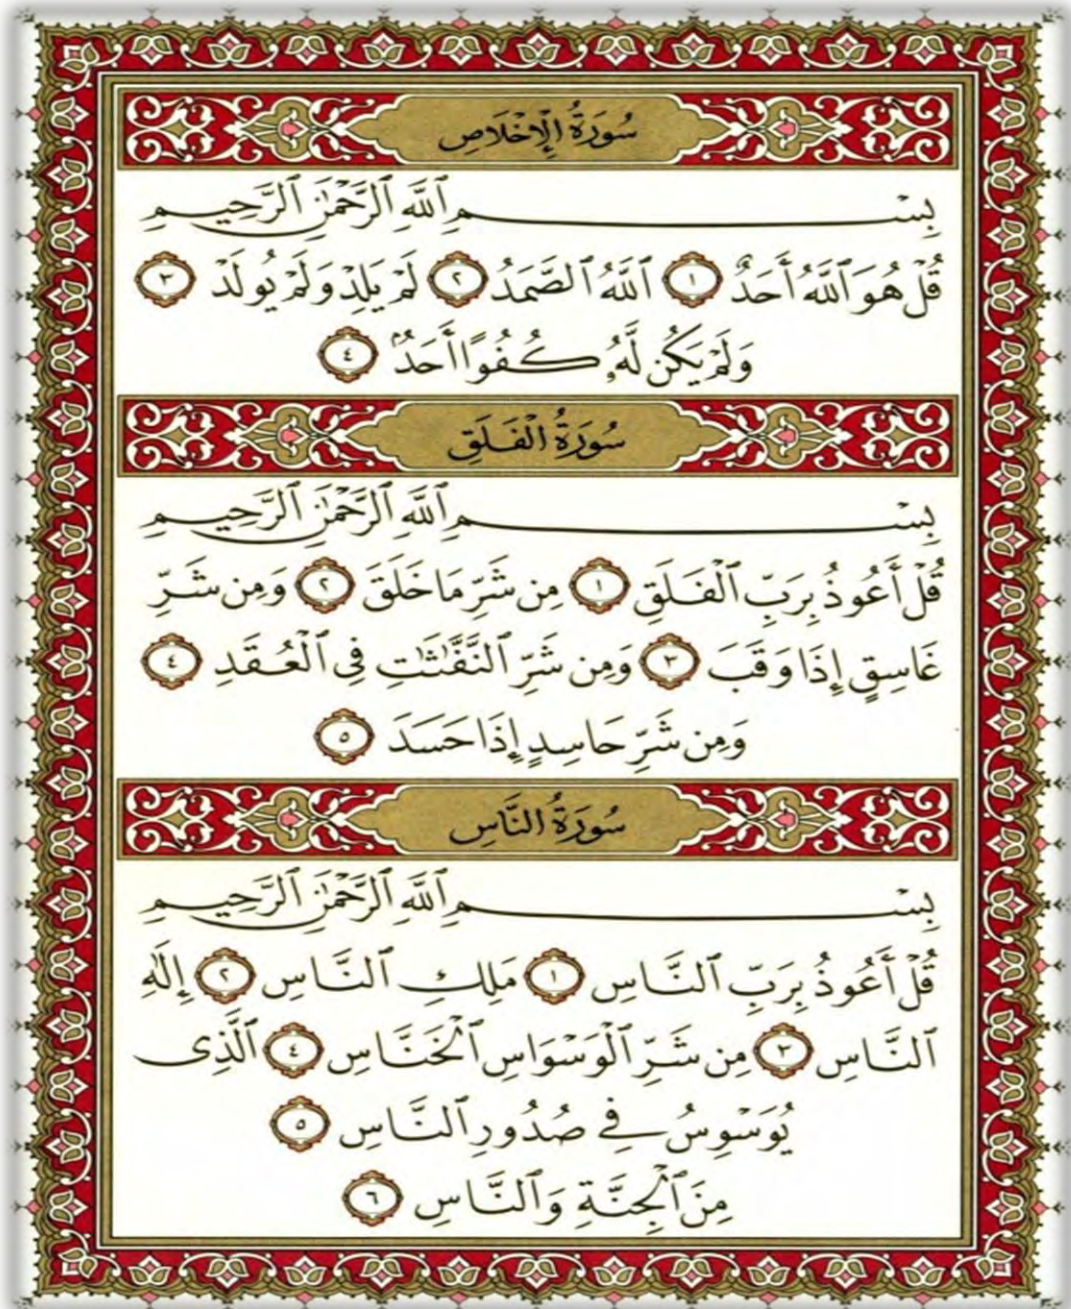 سُورَةُ الإِخْلَاصِ
بِسْمِ ٱللَّهِ ٱلرَّحْمَٰنِ ٱلرَّحِيمِ
قُلْ هُوَ ٱللَّهُ أَحَدٌ ١ ٱللَّهُ ٱلصَّمَدُ ٢ لَمْ يَلِدْ وَلَمْ يُولَدْ ٣
وَلَمْ يَكُن لَّهُۥ كُفُوًا أَحَدٌۢ ٤
سُورَةُ الْفَلَقِ
بِسْمِ ٱللَّهِ ٱلرَّحْمَٰنِ ٱلرَّحِيمِ
قُلْ أَعُوذُ بِرَبِّ ٱلْفَلَقِ ١ مِن شَرِّ مَا خَلَقَ ٢ وَمِن شَرِّ
غَاسِقٍ إِذَا وَقَبَ ٣ وَمِن شَرِّ ٱلنَّفَّٰثَٰتِ فِى ٱلْعُقَدِ ٤
وَمِن شَرِّ حَاسِدٍ إِذَا حَسَدَ ٥
سُورَةُ النَّاسِ
بِسْمِ ٱللَّهِ ٱلرَّحْمَٰنِ ٱلرَّحِيمِ
قُلْ أَعُوذُ بِرَبِّ ٱلنَّاسِ ١ مَلِكِ ٱلنَّاسِ ٢ إِلَٰهِ
ٱلنَّاسِ ٣ مِن شَرِّ ٱلْوَسْوَاسِ ٱلْخَنَّاسِ ٤ ٱلَّذِى
يُوَسْوِسُ فِى صُدُورِ ٱلنَّاسِ ٥
مِنَ ٱلْجِنَّةِ وَٱلنَّاسِ ٦